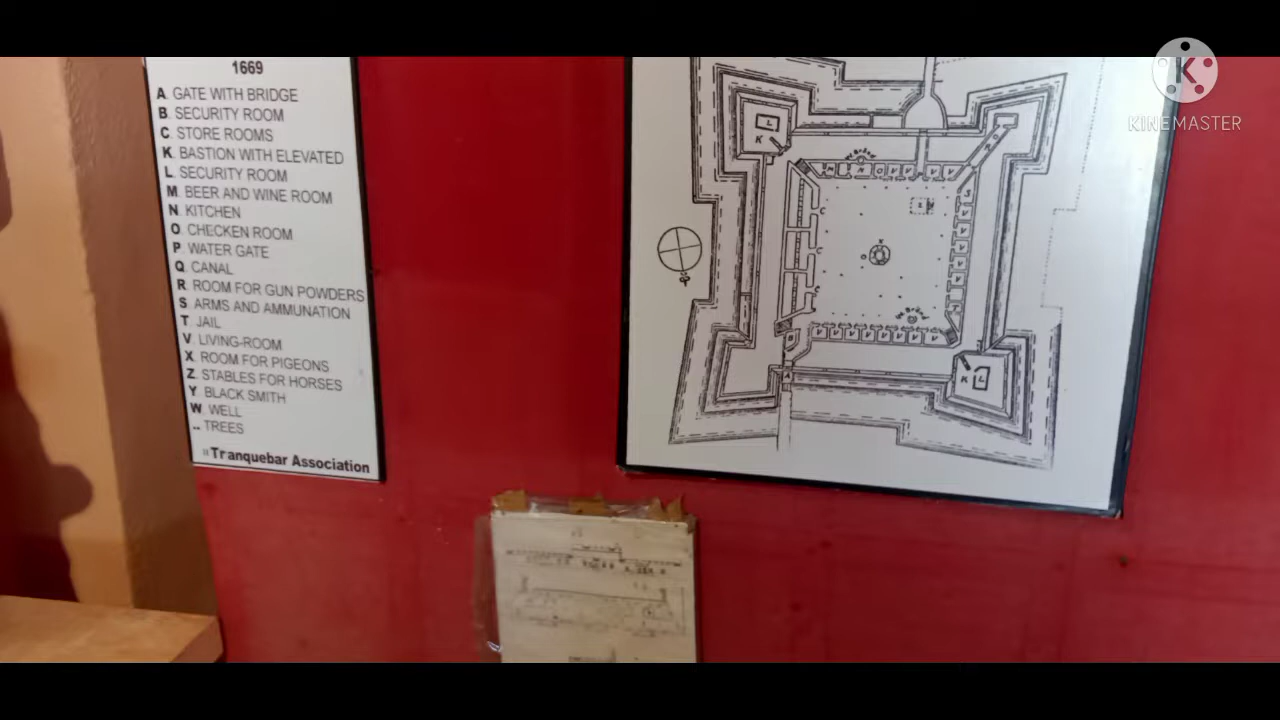 1669
A. GATE WITH BRIDGE
B. SECURITY ROOM
C. STORE ROOMS
K. BASTION WITH ELEVATED
L. SECURITY ROOM
M. BEER AND WINE ROOM
N. KITCHEN
O. CHECKEN ROOM
P. WATER GATE
Q. CANAL
R. ROOM FOR GUN POWDERS
S. ARMS AND AMMUNATION
T. JAIL
V. LIVING-ROOM
X. ROOM FOR PIGEONS
Z. STABLES FOR HORSES
Y. BLACK SMITH
W. WELL
.. TREES
Tranquebar Association
K
KINEMASTER